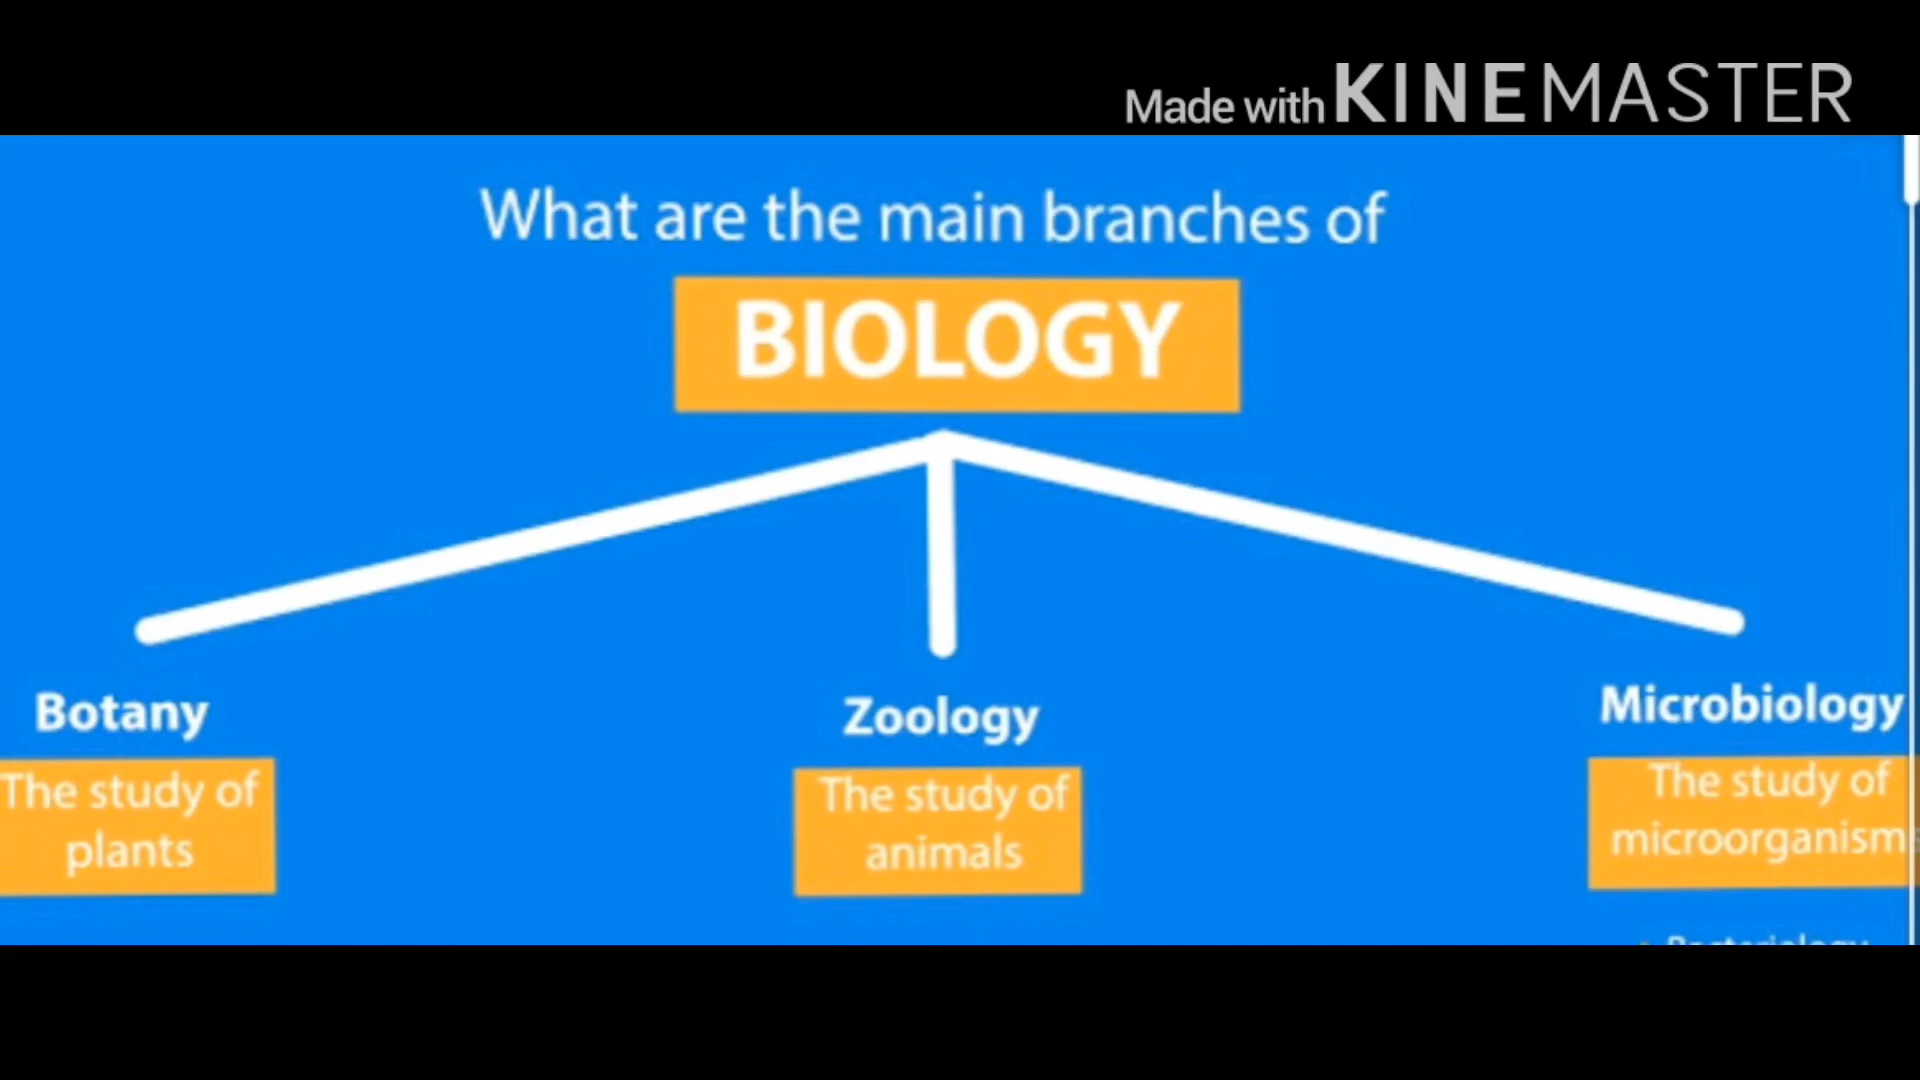 Made with KINEMASTER
What are the main branches of
BIOLOGY
Botany
Zoology
Microbiology
The study of
plants
The study of
animals
The study of
microorganisms